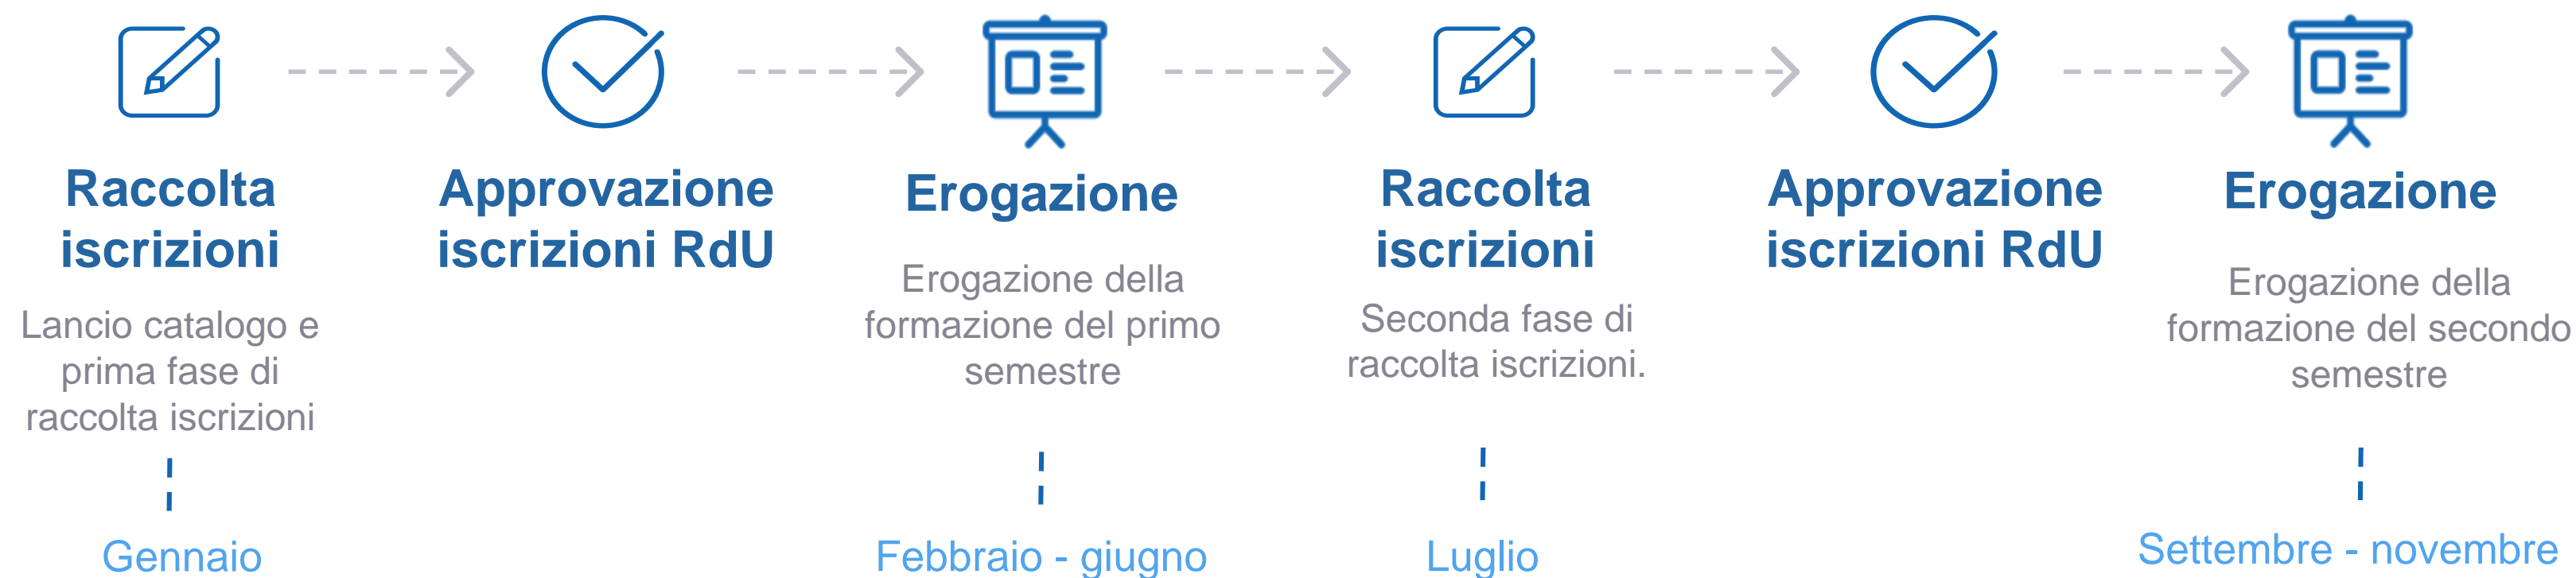 Raccolta
iscrizioni
Lancio catalogo e
prima fase di
raccolta iscrizioni
Gennaio
Approvazione
iscrizioni RdU
Erogazione
Erogazione della
formazione del primo
semestre
Febbraio - giugno
Raccolta
iscrizioni
Seconda fase di
raccolta iscrizioni.
Luglio
Approvazione
iscrizioni RdU
Erogazione
Erogazione della
formazione del secondo
semestre
Settembre - novembre